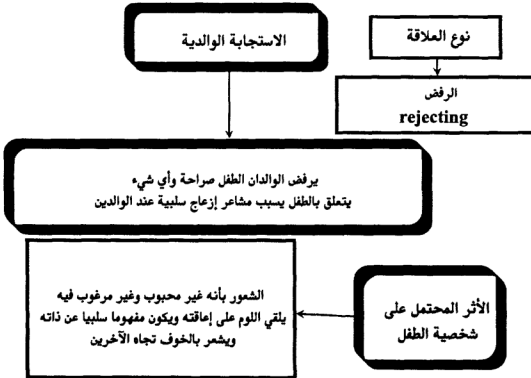 نوع العلاقة
الرفض
rejecting
الاستجابة الوالدية
يرفض الوالدان الطفل صراحة وأي شيء
يتعلق بالطفل يسبب مشاعر إزعاج سلبية عند الوالدين
الأثر المحتمل على
شخصية الطفل
الشعور بأنه غير محبوب وغير مرغوب فيه
يلقي اللوم على إعاقته ويكون مفهوما سلبيا عن ذاته
ويشعر بالخوف تجاه الآخرين